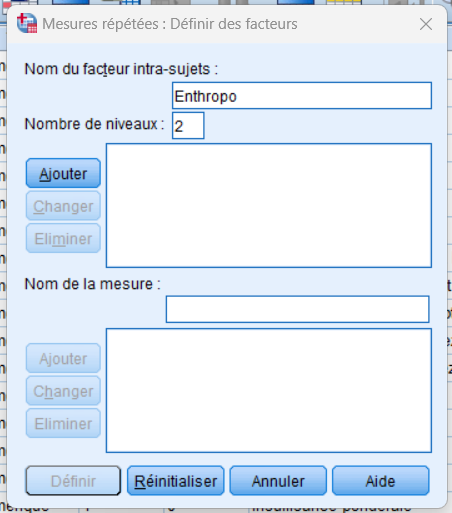 Mesures répétées : Définir des facteurs
Nom du facteur intra-sujets :
Enthropo
Nombre de niveaux : 2
Ajouter
Changer
Eliminer
Nom de la mesure :
Ajouter
Changer
Eliminer
Définir Réinitialiser Annuler Aide